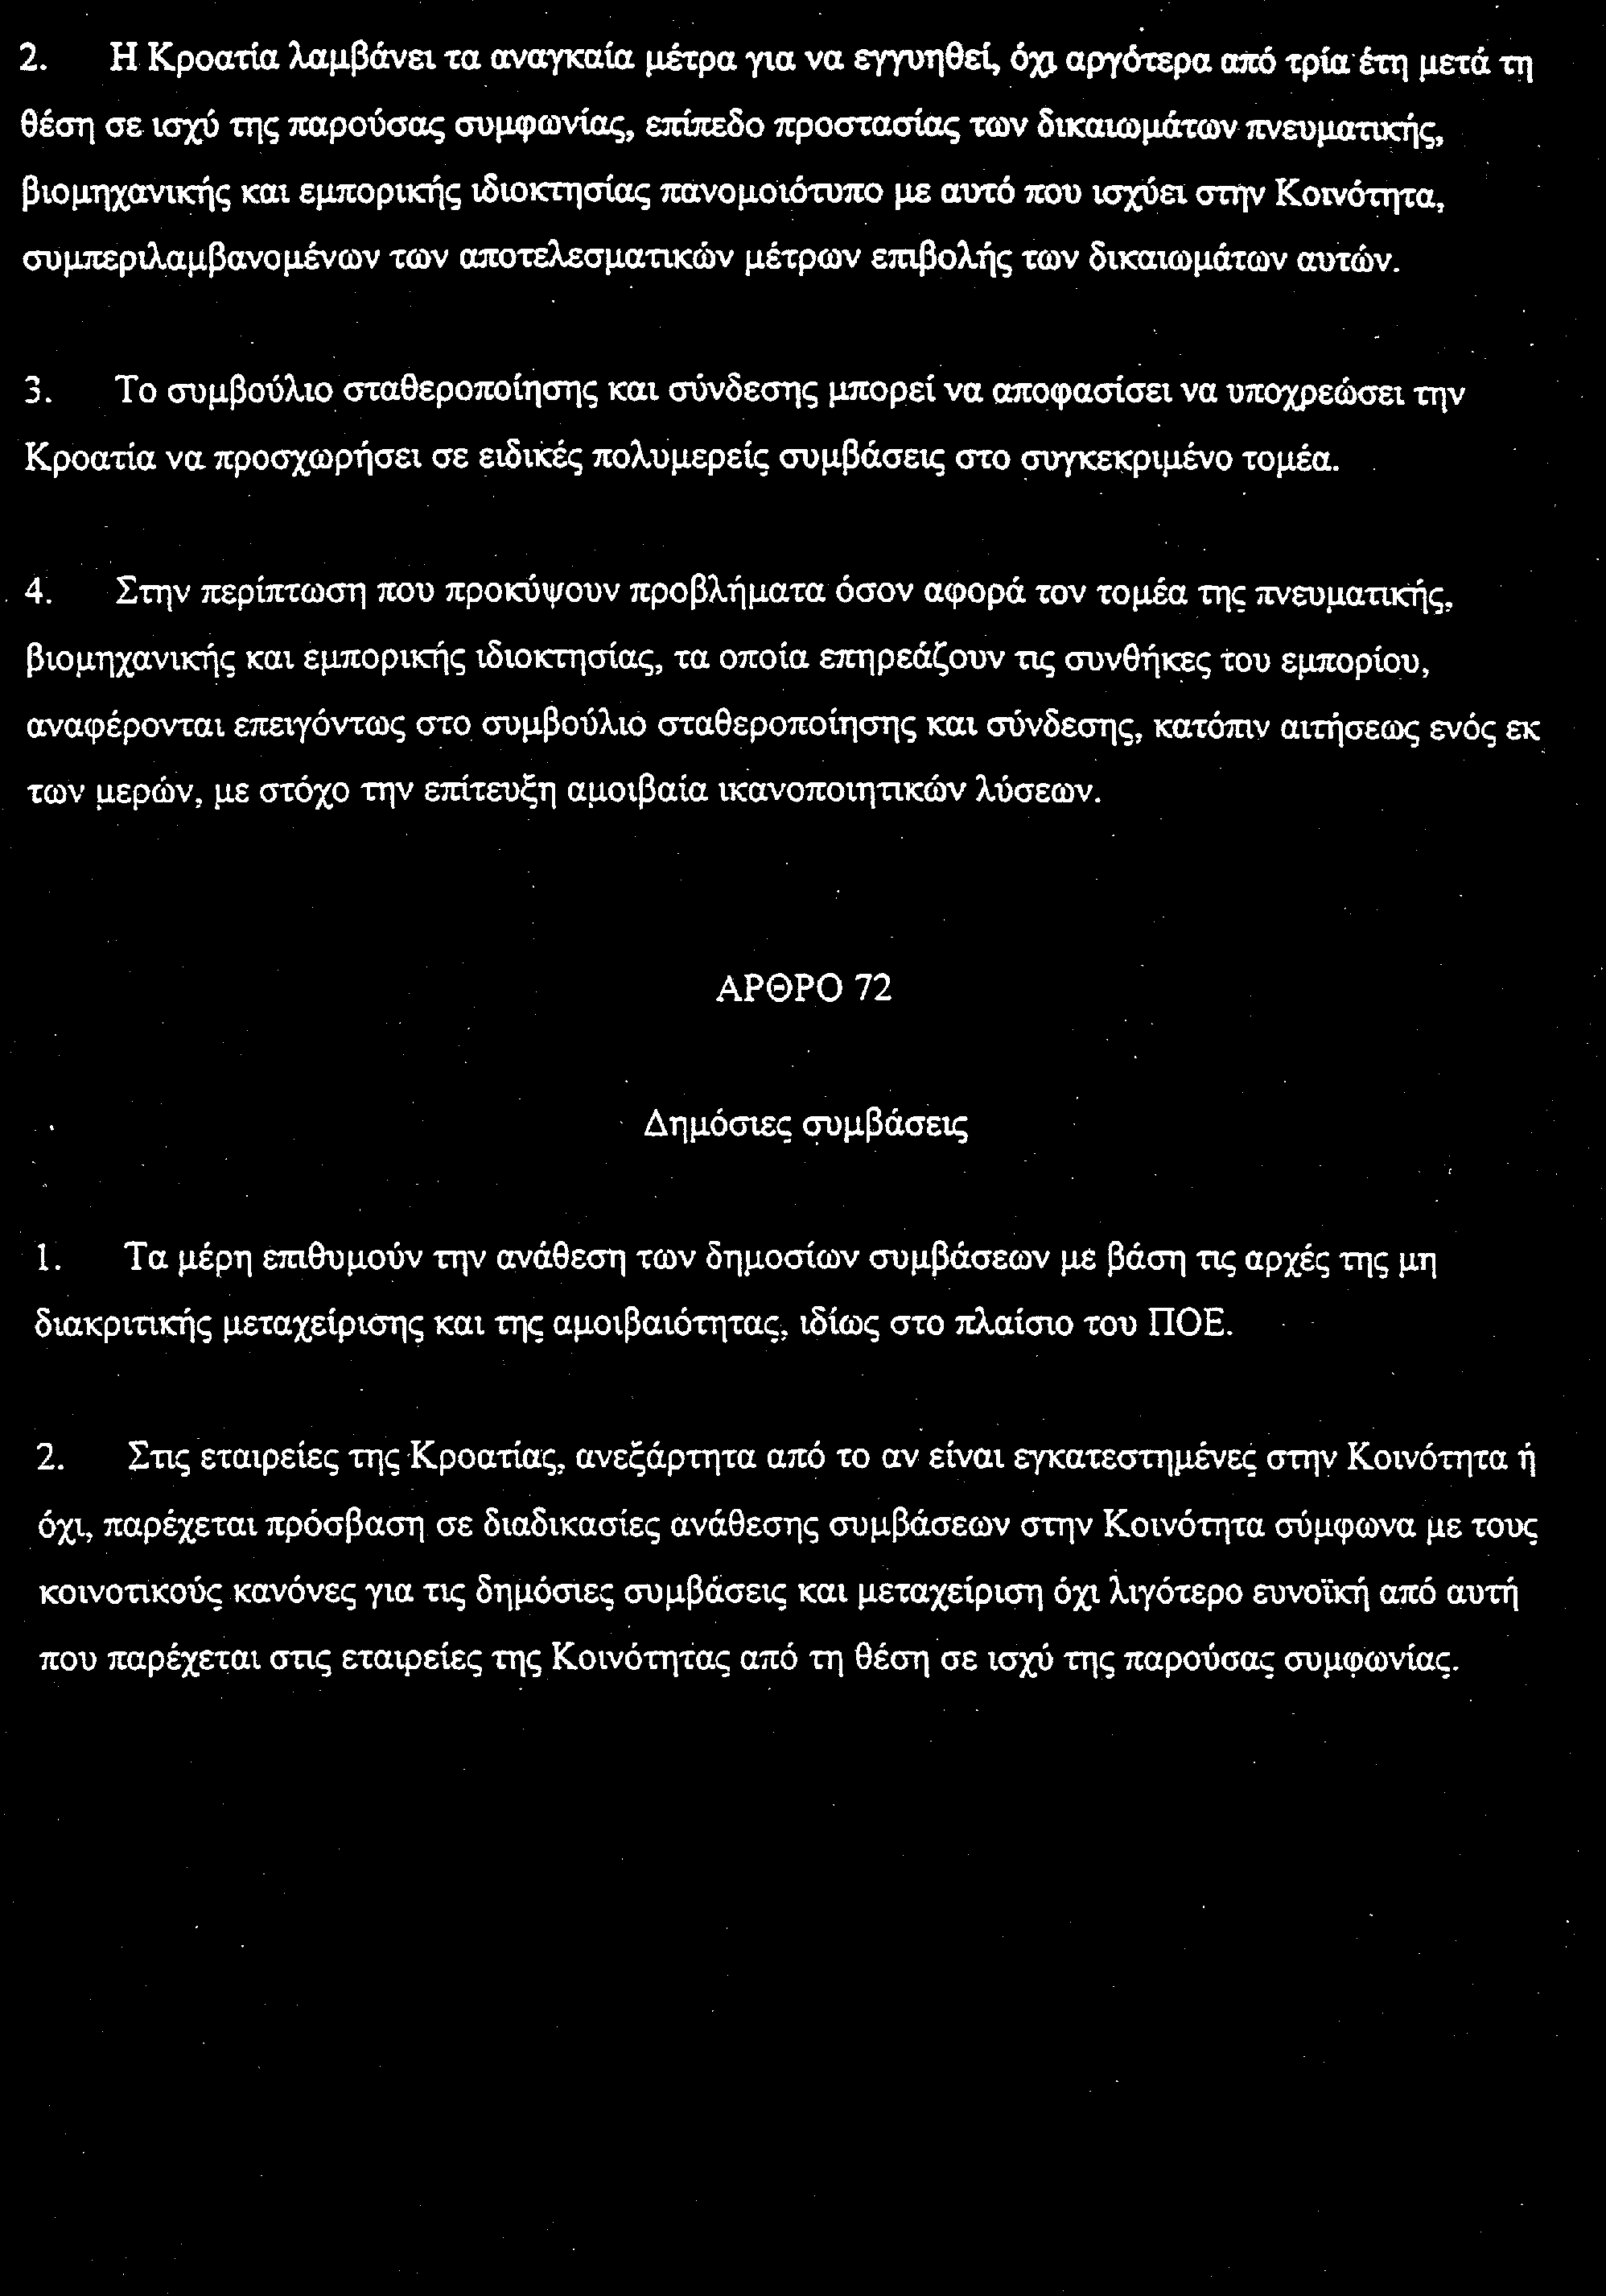 2. Η Κροατία λαμβάνει τα αναγκαία μέτρα για να εγγυηθεί, όχι αργότερα από τρία έτη μετά τη
θέση σε ισχύ της παρούσας συμφωνίας, επίπεδο προστασίας των δικαιωμάτων πνευματικής,
βιομηχανικής και εμπορικής ιδιοκτησίας πανομοιότυπο με αυτό που ισχύει στην Κοινότητα,
συμπεριλαμβανομένων των αποτελεσματικών μέτρων επιβολής των δικαιωμάτων αυτών.
3. Το συμβούλιο σταθεροποίησης και σύνδεσης μπορεί να αποφασίσει να υποχρεώσει την
Κροατία να προσχωρήσει σε ειδικές πολυμερείς συμβάσεις στο συγκεκριμένο τομέα.
4. Στην περίπτωση που προκύψουν προβλήματα όσον αφορά τον τομέα της πνευματικής,
βιομηχανικής και εμπορικής ιδιοκτησίας, τα οποία επηρεάζουν τις συνθήκες του εμπορίου,
αναφέρονται επειγόντως στο συμβούλιο σταθεροποίησης και σύνδεσης, κατόπιν αιτήσεως ενός εκ
των μερών, με στόχο την επίτευξη αμοιβαία ικανοποιητικών λύσεων.
ΑΡΘΡΟ 72
Δημόσιες συμβάσεις
1. Τα μέρη επιθυμούν την ανάθεση των δημοσίων συμβάσεων με βάση τις αρχές της μη
διακριτικής μεταχείρισης και της αμοιβαιότητας, ιδίως στο πλαίσιο του ΠΟΕ.
2. Στις εταιρείες της Κροατίας, ανεξάρτητα από το αν είναι εγκατεστημένες στην Κοινότητα ή
όχι, παρέχεται πρόσβαση σε διαδικασίες ανάθεσης συμβάσεων στην Κοινότητα σύμφωνα με τους
κοινοτικούς κανόνες για τις δημόσιες συμβάσεις και μεταχείριση όχι λιγότερο ευνοϊκή από αυτή
που παρέχεται στις εταιρείες της Κοινότητας από τη θέση σε ισχύ της παρούσας συμφωνίας.